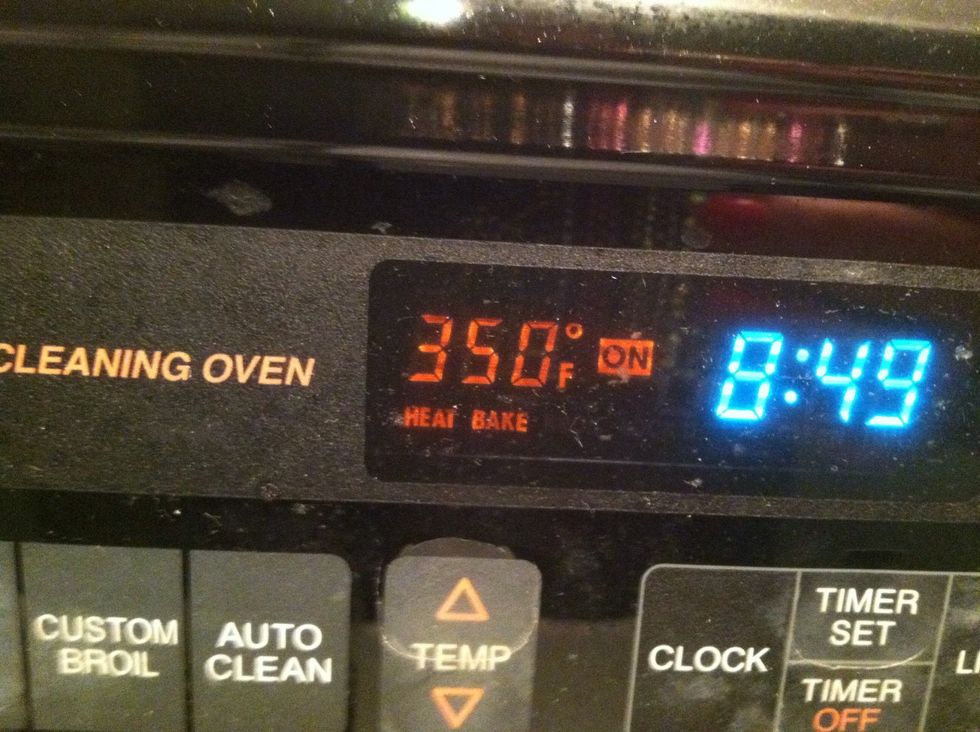 CLEANING OVEN
350°F ON 8:49
HEAT BAKE
CUSTOM BROIL
AUTO CLEAN
TEMP
CLOCK
TIMER SET
TIMER OFF